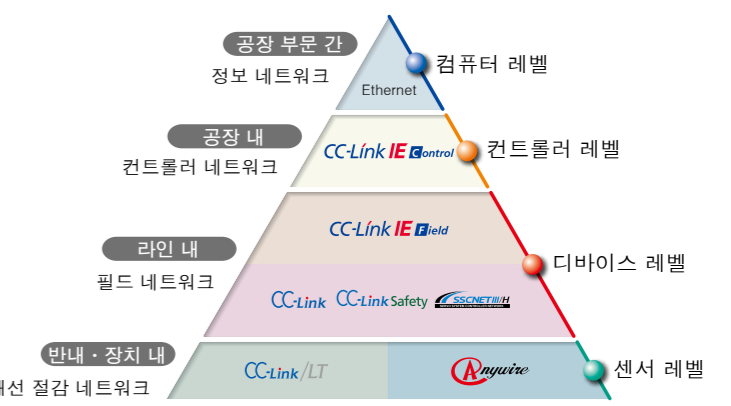 공장 부문 간
정보 네트워크
Ethernet
컴퓨터 레벨
공장 내
컨트롤러 네트워크
CC-Link IE Control
컨트롤러 레벨
라인 내
필드 네트워크
CC-Link IE Field
디바이스 레벨
CC-Link CC-Link Safety SSCNETIII/H
반내・장치 내
선 절감 네트워크
CC-Link/LT
Anywire
센서 레벨